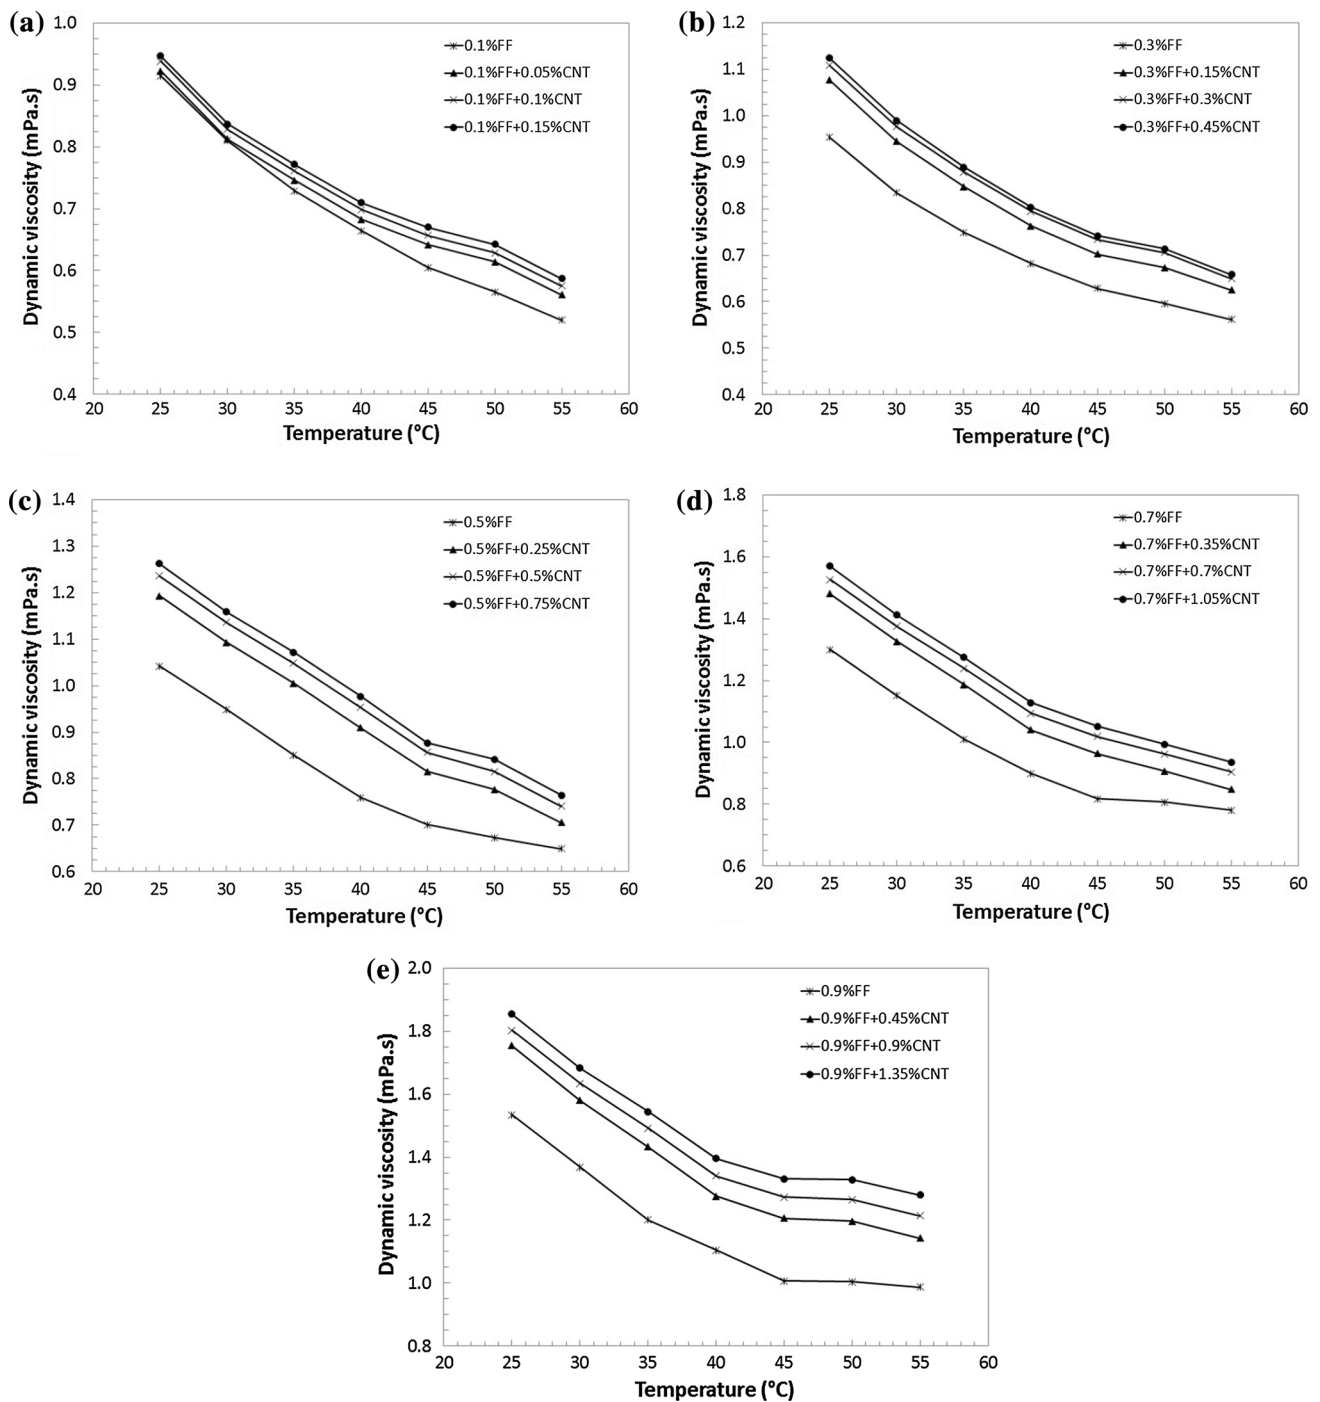 (a)
1.0
0.9
0.8
0.7
0.6
0.5
0.4
20 25 30 35 40 45 50 55 60
Dynamic viscosity (mPa.s)
Temperature (°C)
0.1%FF
0.1%FF+0.05%CNT
0.1%FF+0.1%CNT
0.1%FF+0.15%CNT
(b)
1.2
1.1
1.0
0.9
0.8
0.7
0.6
0.5
0.4
20 25 30 35 40 45 50 55 60
Dynamic viscosity (mPa.s)
Temperature (°C)
0.3%FF
0.3%FF+0.15%CNT
0.3%FF+0.3%CNT
0.3%FF+0.45%CNT
(c)
1.4
1.3
1.2
1.1
1.0
0.9
0.8
0.7
0.6
20 25 30 35 40 45 50 55 60
Dynamic viscosity (mPa.s)
Temperature (°C)
0.5%FF
0.5%FF+0.25%CNT
0.5%FF+0.5%CNT
0.5%FF+0.75%CNT
(d)
1.8
1.6
1.4
1.2
1.0
0.8
0.6
20 25 30 35 40 45 50 55 60
Dynamic viscosity (mPa.s)
Temperature (°C)
0.7%FF
0.7%FF+0.35%CNT
0.7%FF+0.7%CNT
0.7%FF+1.05%CNT
(e)
2.0
1.8
1.6
1.4
1.2
1.0
0.8
20 25 30 35 40 45 50 55 60
Dynamic viscosity (mPa.s)
Temperature (°C)
0.9%FF
0.9%FF+0.45%CNT
0.9%FF+0.9%CNT
0.9%FF+1.35%CNT